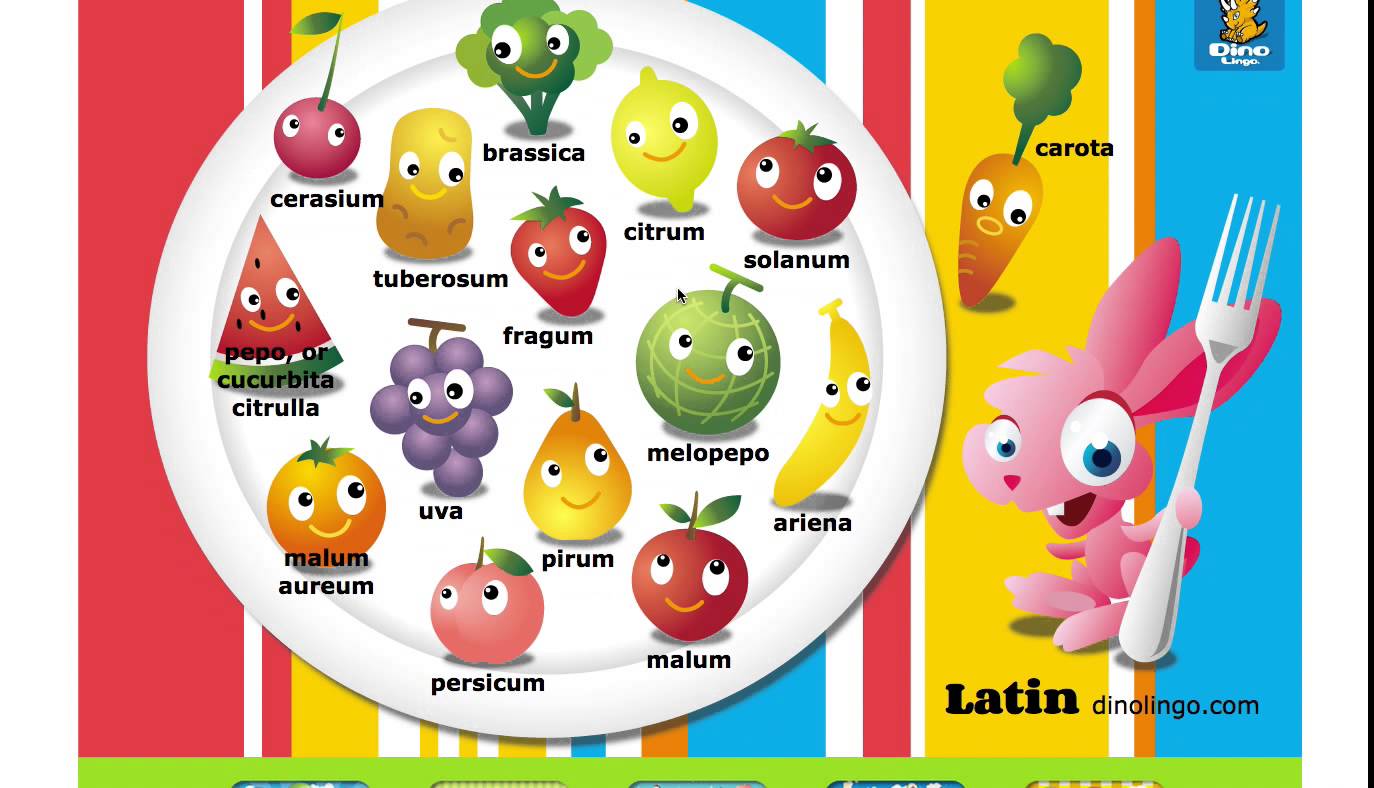 Dino
Lingo.
brassica
carota
cerasium
citrum
solanum
tuberosum
fragum
pepo, or
cucurbita
citrulla
melopepo
uva
ariena
pirum
malum
aureum
malum
persicum
Latin dinolingo.com